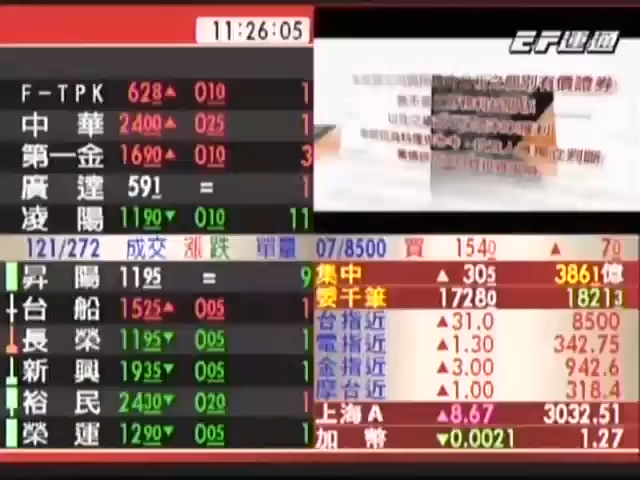 11:26:05
EF運通
有價證券
F-TPK 628▲ 010 1
中華 2400▲ 025 1
第一金 1690▲ 010 3
廣達 591 = 1
凌陽 1190▼ 010 11
121/272 成交 漲跌 單量
昇陽 1195 = 9
台船 1525▲ 005 1
長榮 1195▼ 005 1
新興 1935▼ 005 1
裕民 2430▼ 020 1
榮運 1290▼ 005 1
07/8500 買 1540 ▲ 70
集中 ▲ 305 3861億
委千筆 17280 18213
台指近 ▲31.0 8500
電指近 ▲1.30 342.75
金指近 ▲3.00 942.6
摩台近 ▲1.00 318.4
上海A ▲8.67 3032.51
加幣 ▼0.0021 1.27